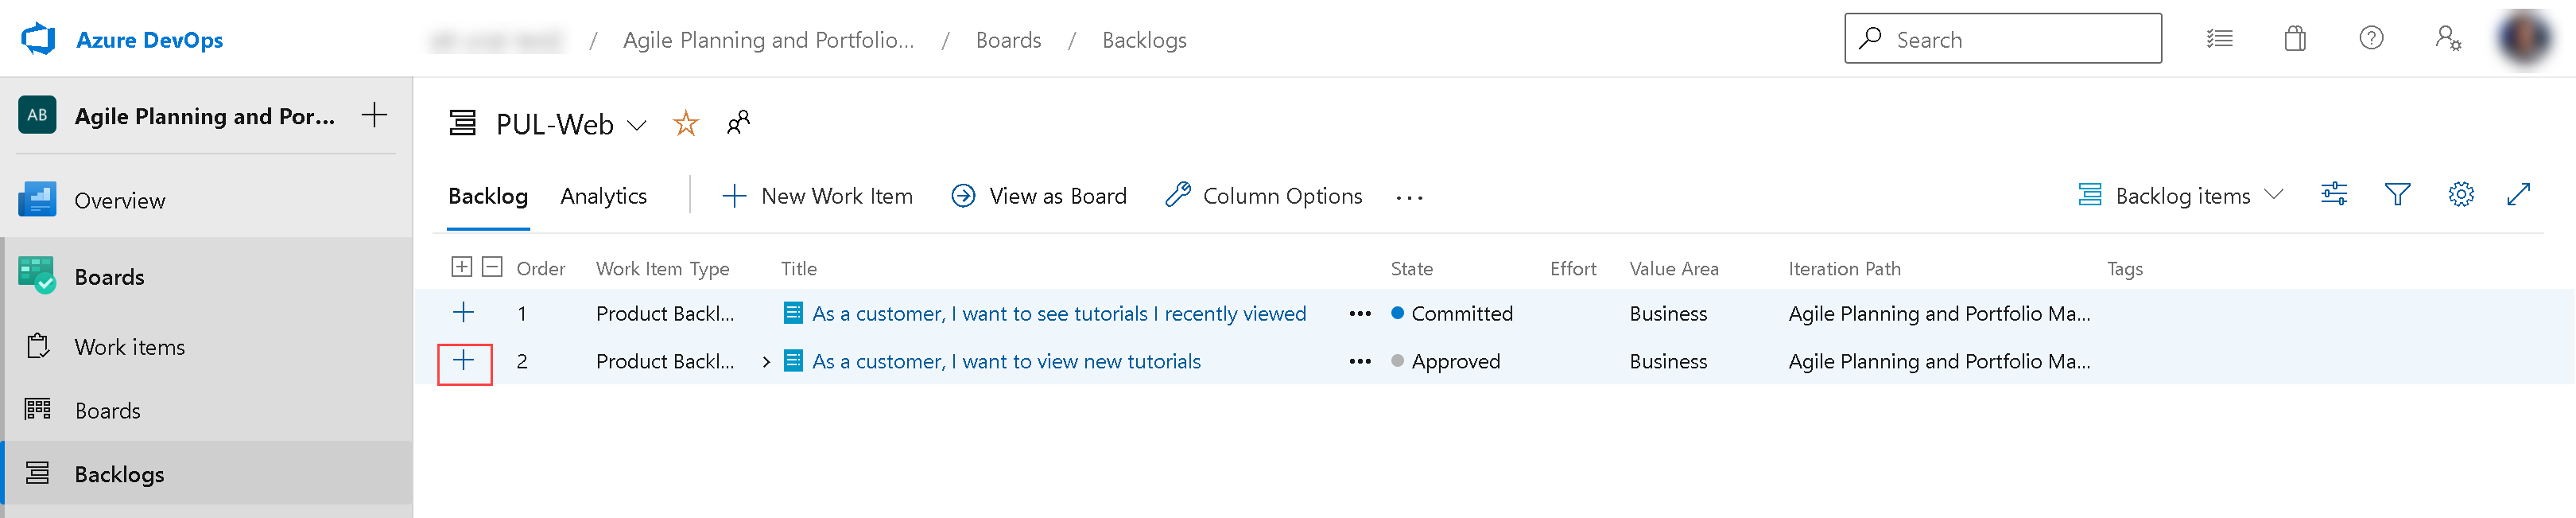 Azure DevOps / Agile Planning and Portfolio... / Boards / Backlogs Search
AB Agile Planning and Por...
PUL-Web
Overview
Backlog Analytics New Work Item View as Board Column Options ... Backlog items
Boards
Order Work Item Type Title State Effort Value Area Iteration Path Tags
1 Product Backl... As a customer, I want to see tutorials I recently viewed ... Committed Business Agile Planning and Portfolio Ma...
Work items
2 Product Backl... As a customer, I want to view new tutorials ... Approved Business Agile Planning and Portfolio Ma...
Boards
Backlogs